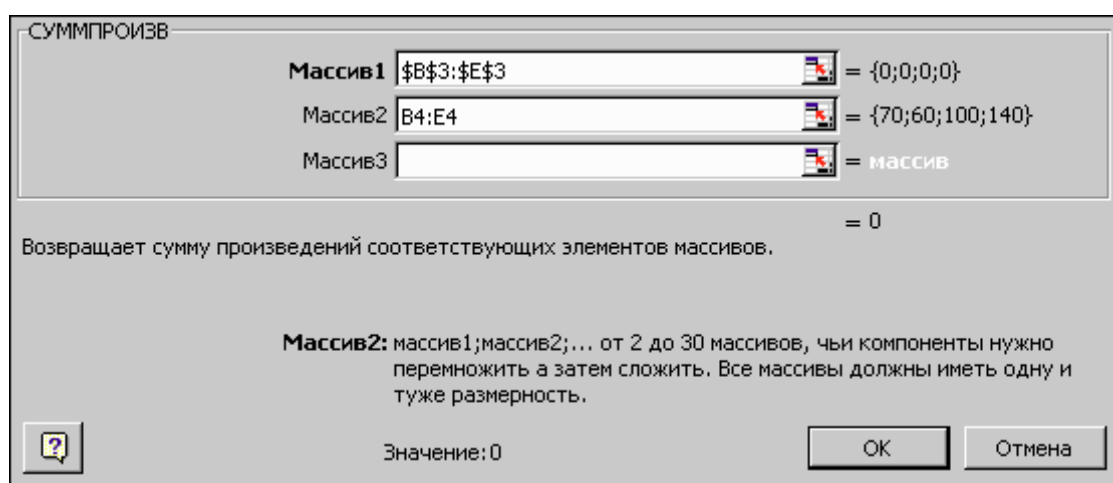 СУММПРОИЗВ
Массив1 $B$3:$E$3 = {0;0;0;0}
Массив2 B4:E4 = {70;60;100;140}
Массив3 = массив
= 0
Возвращает сумму произведений соответствующих элементов массивов.
Массив2: массив1;массив2;... от 2 до 30 массивов, чьи компоненты нужно
перемножить а затем сложить. Все массивы должны иметь одну и
туже размерность.
Значение:0 OK Отмена